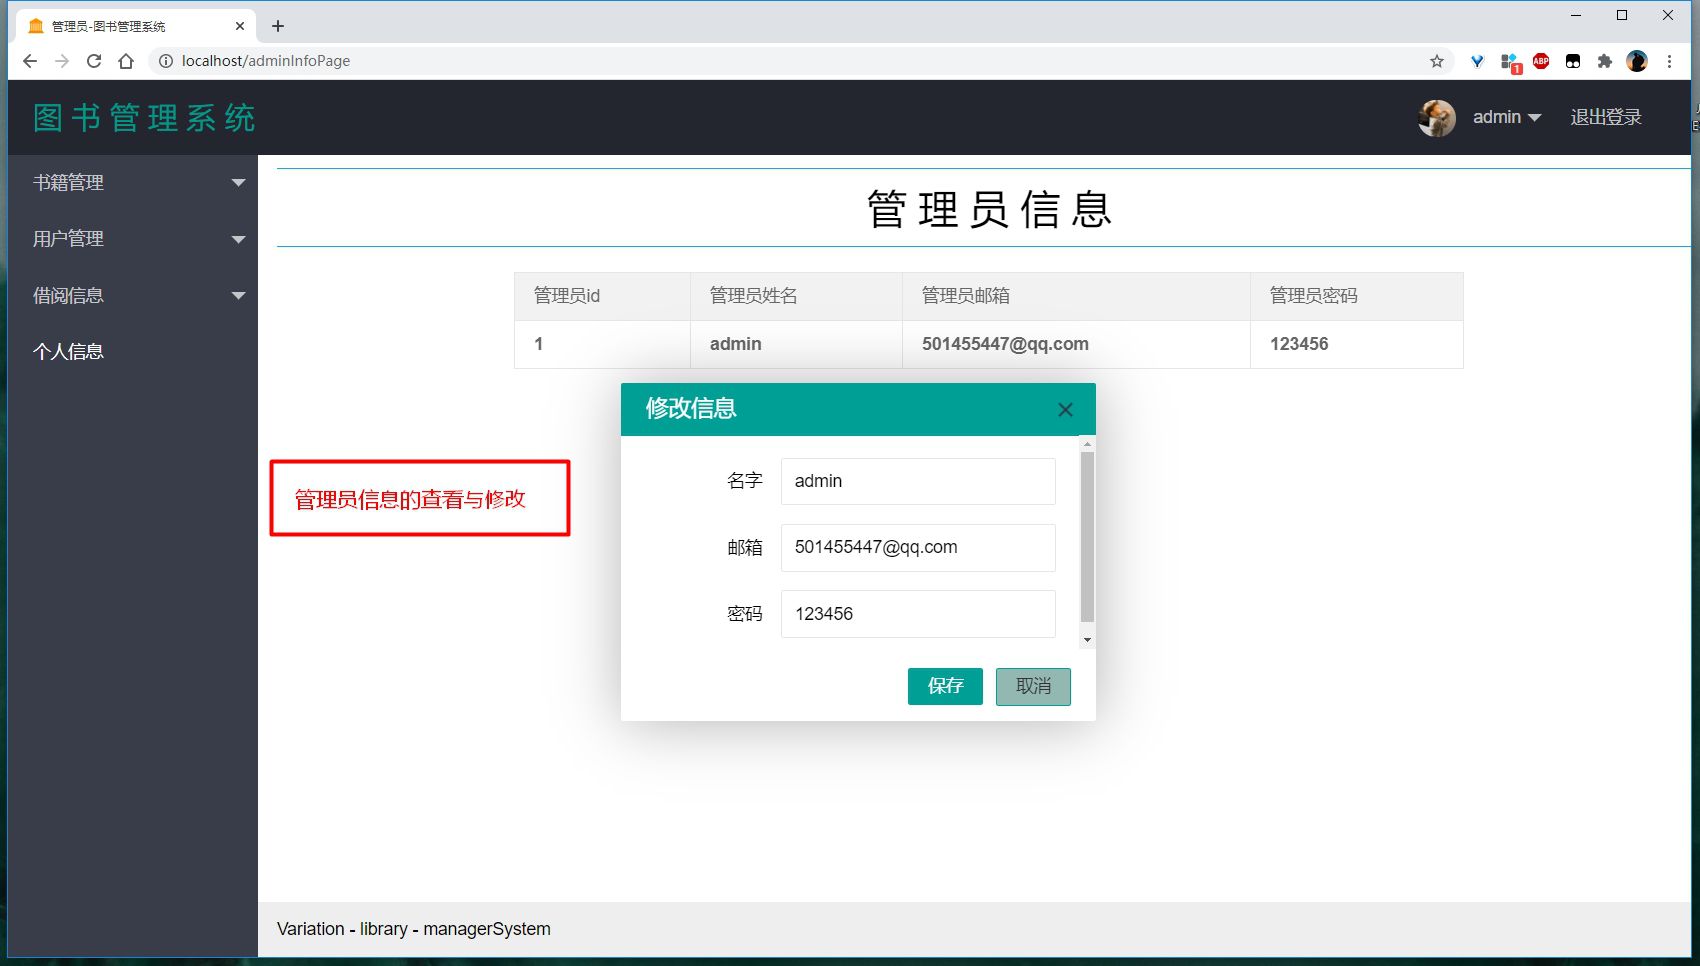 管理员-图书管理系统
localhost/adminInfoPage
1
ABP
图书管理系统
admin
退出登录
书籍管理
用户管理
借阅信息
个人信息
管理员信息
管理员id 管理员姓名 管理员邮箱 管理员密码
1 admin 501455447@qq.com 123456
修改信息
名字 admin
邮箱 501455447@qq.com
密码 123456
保存 取消
管理员信息的查看与修改
Variation - library - managerSystem